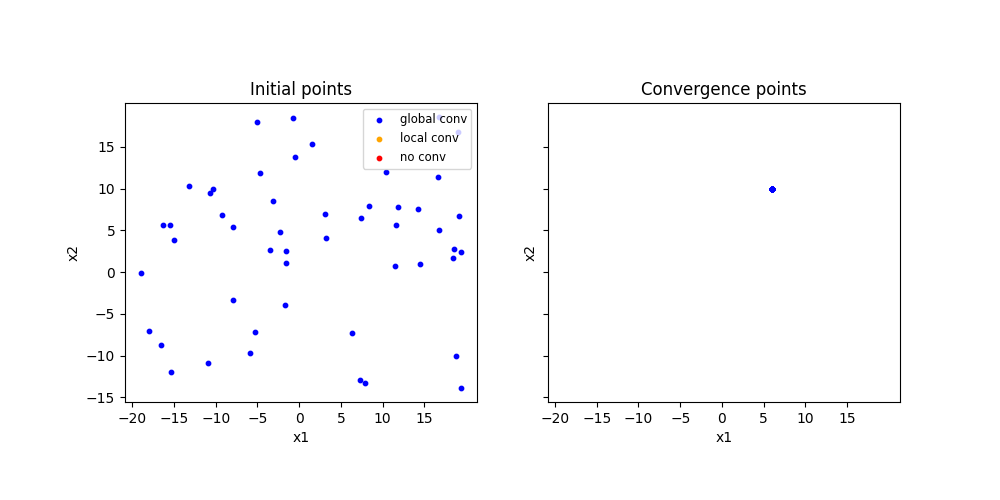 Initial points
global conv
local conv
no conv
15
10
5
0
−5
−10
−15
x2
−20 −15 −10 −5 0 5 10 15
x1
Convergence points
x2
−20 −15 −10 −5 0 5 10 15
x1